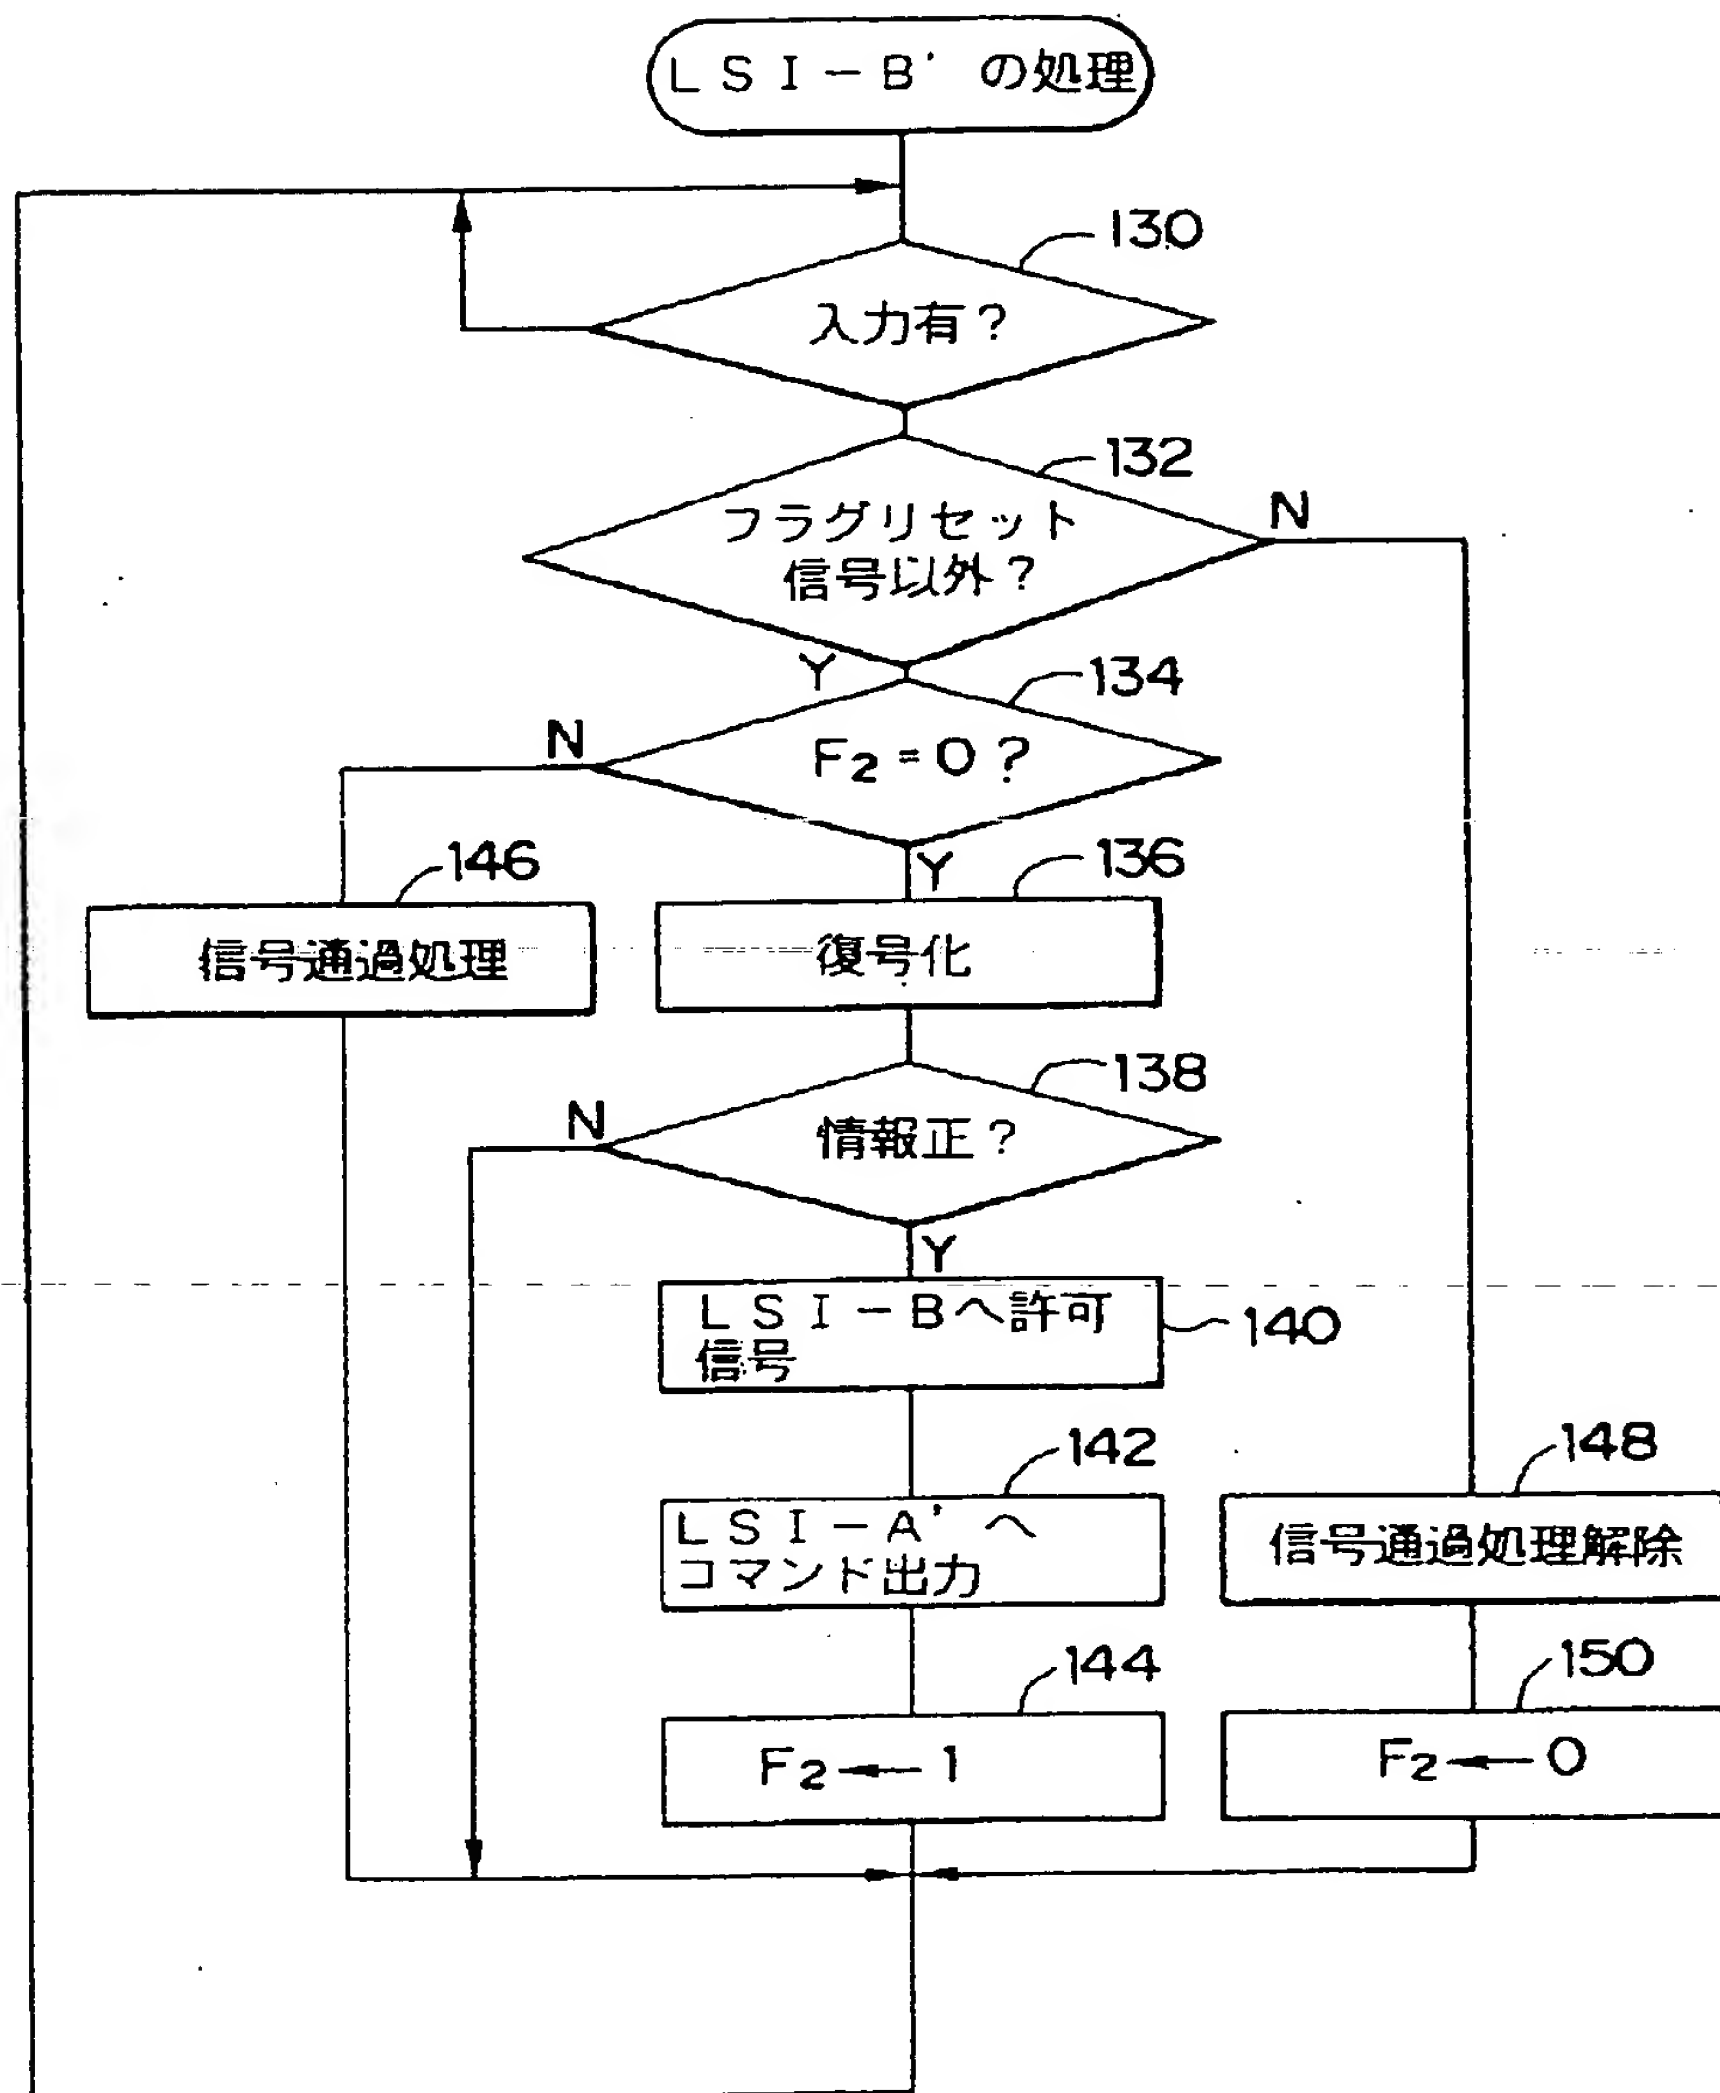 LSI-B' の処理
130
入力有?
132
フラグリセット
信号以外?
N
Y
134
F2=0?
N
Y
146
136
信号通過処理
復号化
138
情報正?
N
Y
LSI-Bへ許可
信号
140
142
148
LSI-A'へ
コマンド出力
信号通過処理解除
144
150
F2←1
F2←0